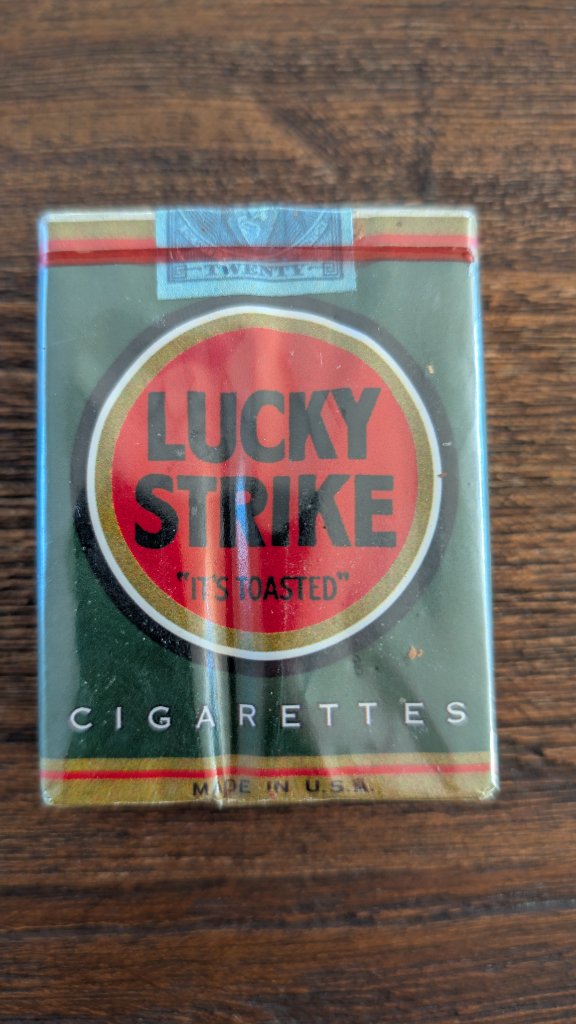 TWENTY
LUCKY
STRIKE
"IT'S TOASTED"
CIGARETTES
MADE IN U.S.A.